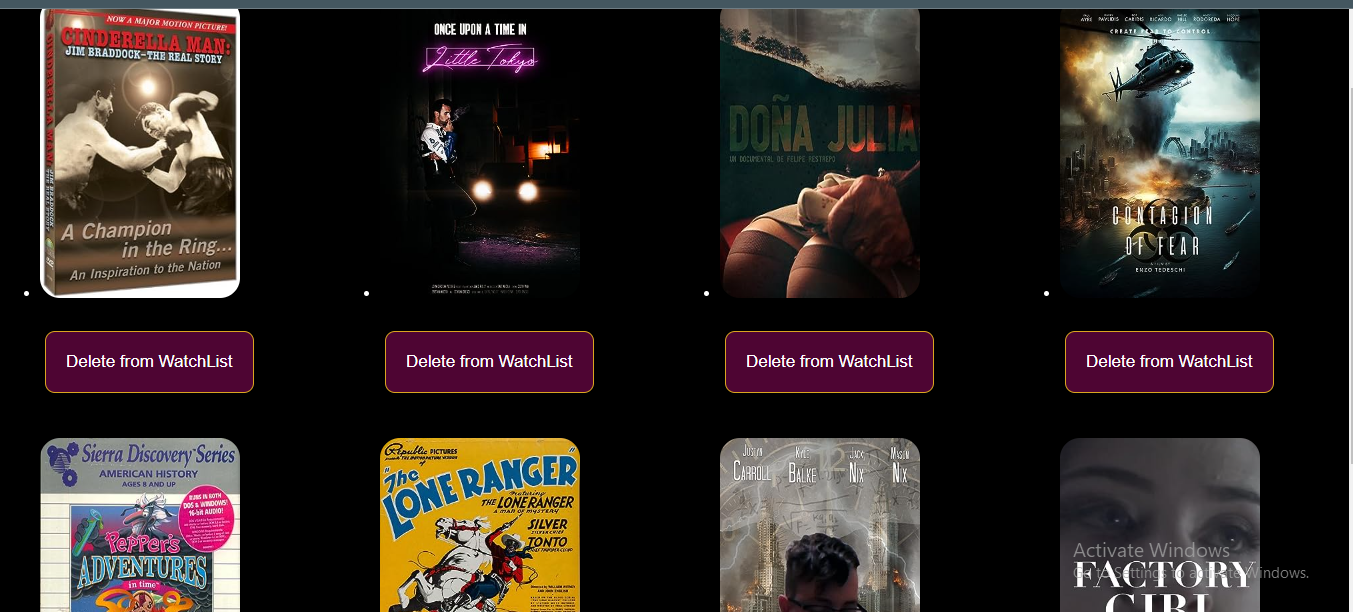 NOW A MAJOR MOTION PICTURE!
CINDERELLA MAN:
JIM BRADDOCK–THE REAL STORY
CINDERELLA MAN
A Champion
in the Ring...
An Inspiration to the Nation
DVD
ONCE UPON A TIME IN
Little Tokyo
DOÑA JULIA
UN DOCUMENTAL DE FELIPE RESTREPO
CREATE FEAR TO CONTROL
CONTAGION
OF FEAR
ENZO TEDESCHI
Delete from WatchList
Delete from WatchList
Delete from WatchList
Delete from WatchList
Sierra Discovery Series
AMERICAN HISTORY
AGES 8 AND UP
RUNS IN BOTH
DOS & WINDOWS!
16-bit AUDIO!
Pepper's
ADVENTURES
in time
Republic PICTURES
"The
LONE RANGER"
Featuring
THE LONE RANGER
A MAN OF MYSTERY
SILVER
TONTO
JUSTIN
CARROLL
KYLE
BALKE
JACK
NIX
MASON
NIX
FACTORY
GIRL
Activate Windows
Go to Settings to activate Windows.